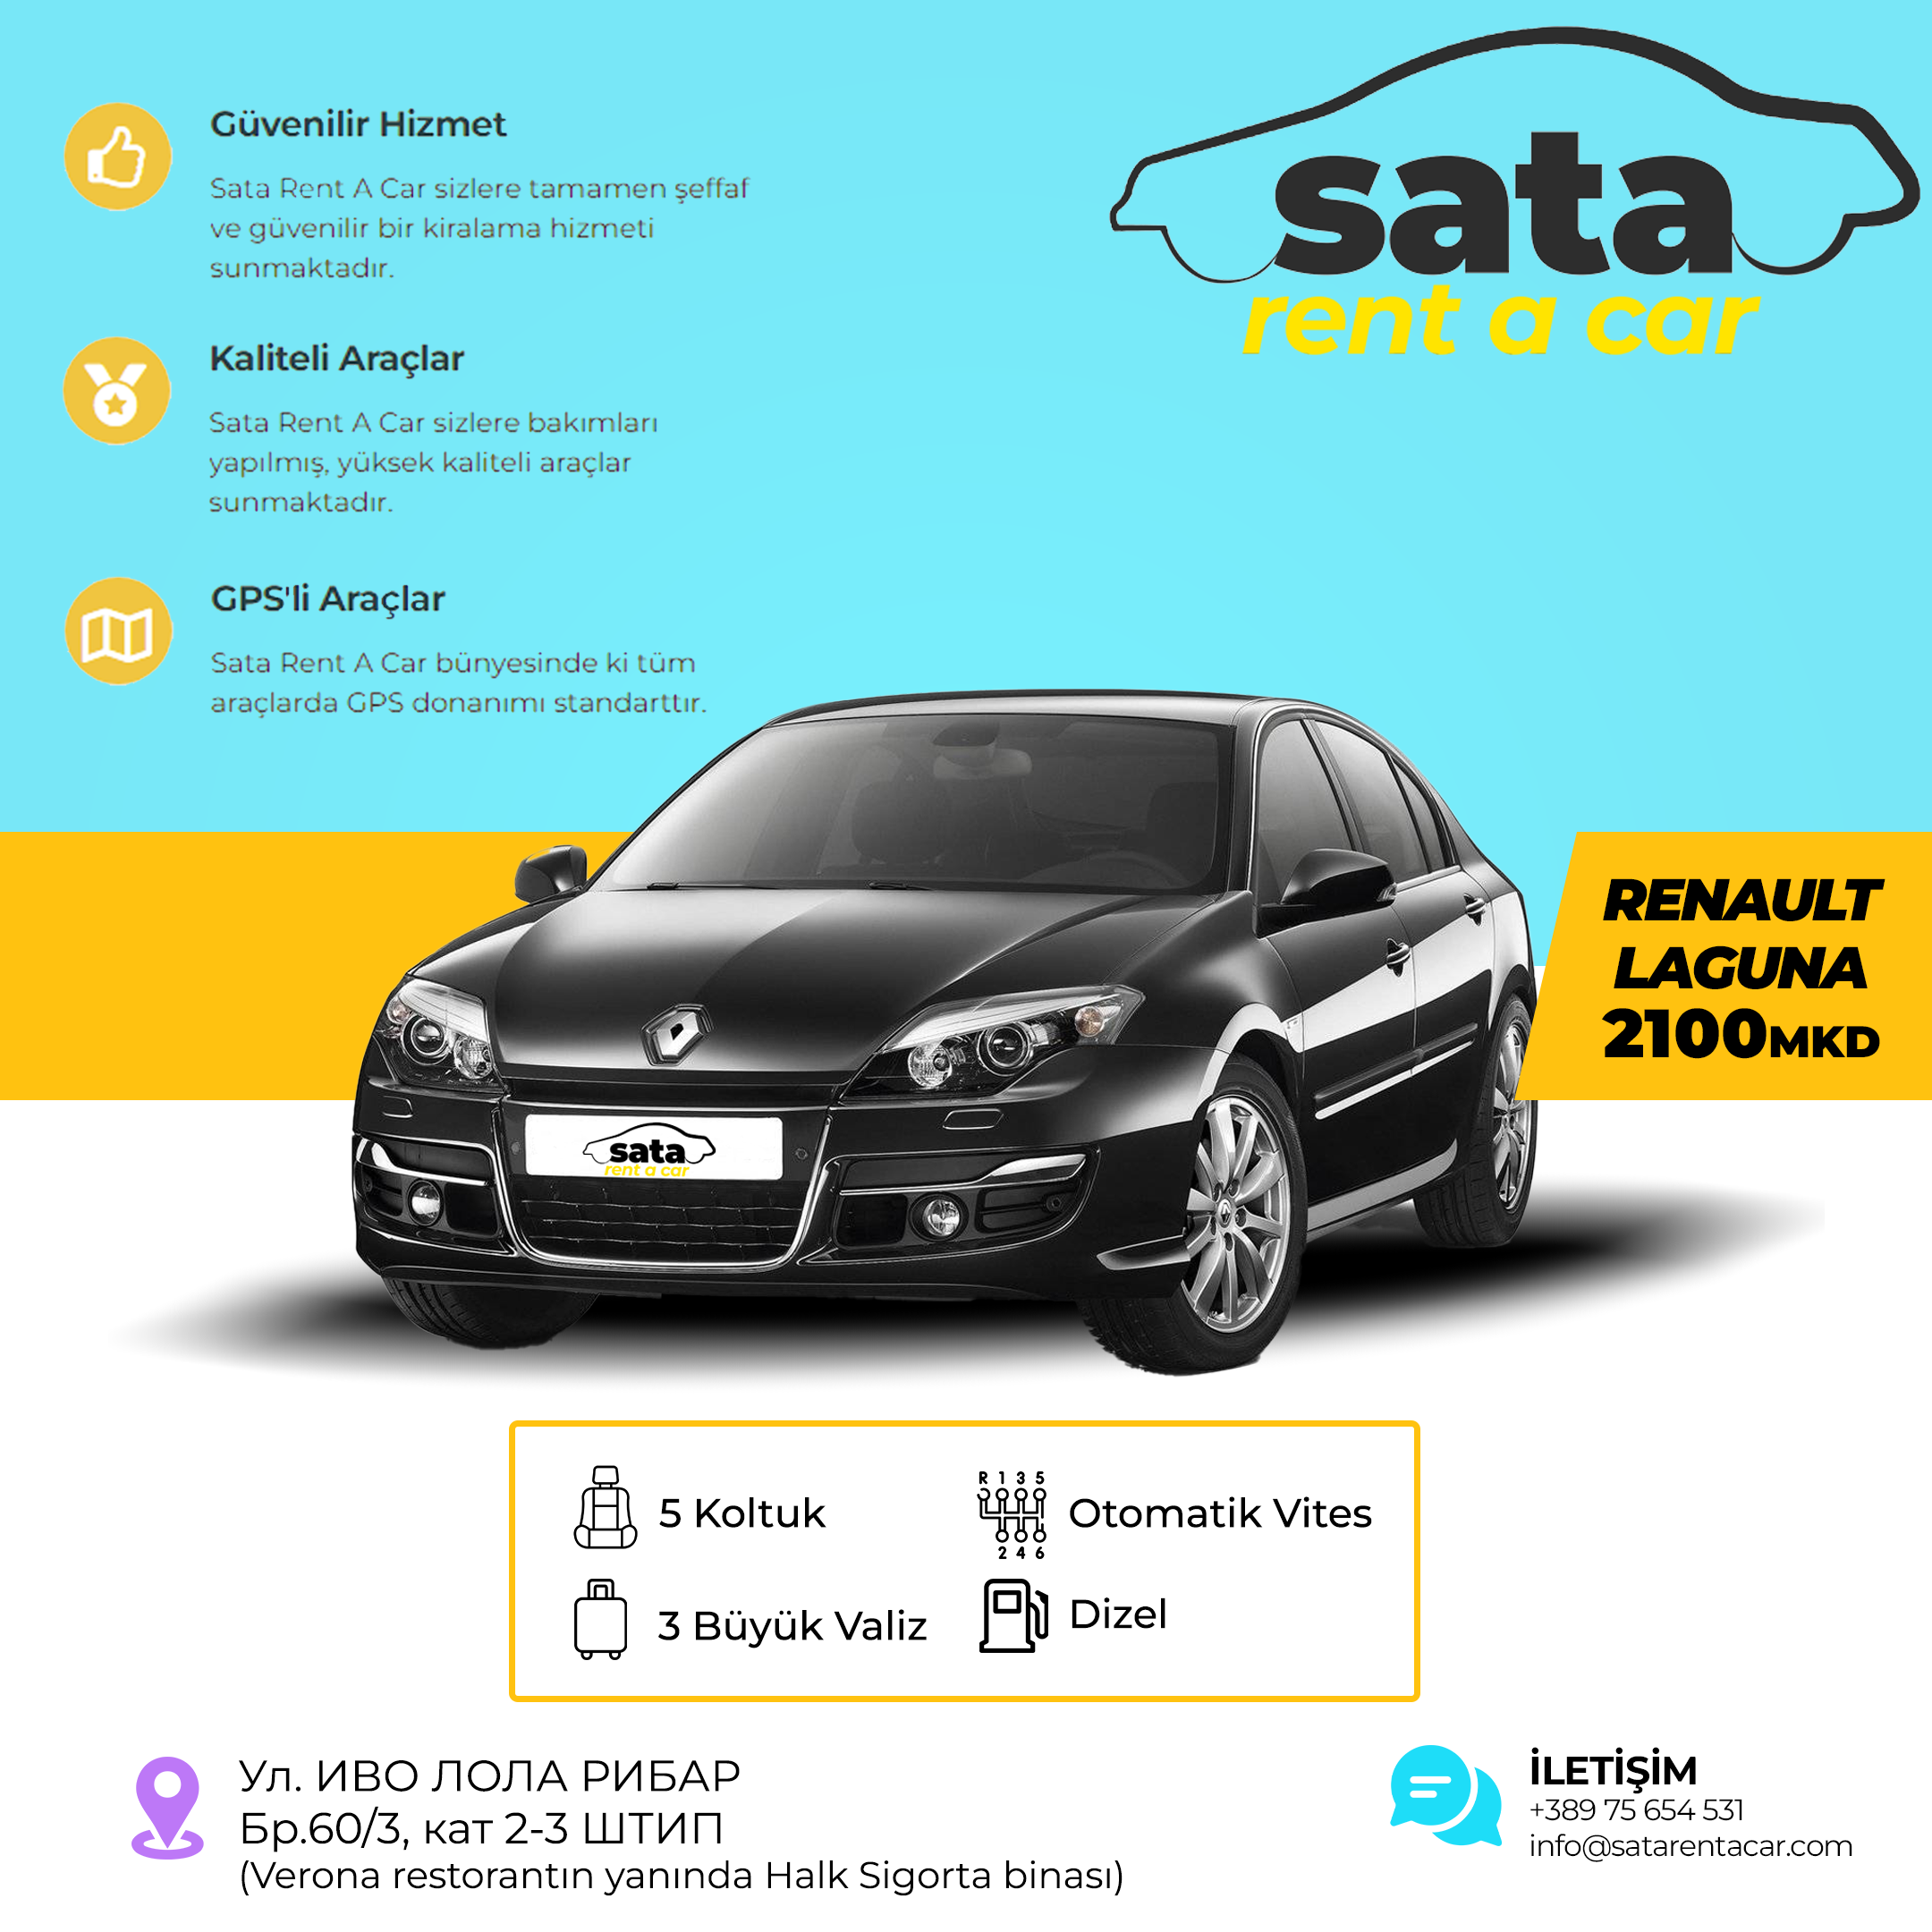 Güvenilir Hizmet
Sata Rent A Car sizlere tamamen şeffaf
ve güvenilir bir kiralama hizmeti
sunmaktadır.
Kaliteli Araçlar
Sata Rent A Car sizlere bakımları
yapılmış, yüksek kaliteli araçlar
sunmaktadır.
GPS'li Araçlar
Sata Rent A Car bünyesinde ki tüm
araçlarda GPS donanımı standarttır.
sata
rent a car
RENAULT
LAGUNA
2100MKD
sata
rent a car
5 Koltuk
R 1 3 5
2 4 6
Otomatik Vites
3 Büyük Valiz
Dizel
Ул. ИВО ЛОЛА РИБАР
Бр.60/3, кат 2-3 ШТИП
(Verona restorantın yanında Halk Sigorta binası)
İLETİŞİM
+389 75 654 531
info@satarentacar.com